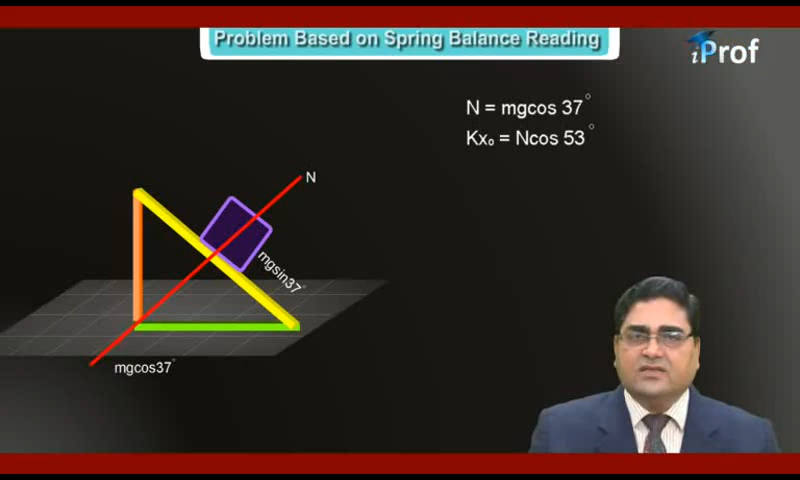 Problem Based on Spring Balance Reading
iProf
N = mgcos 37°
Kx₀ = Ncos 53°
N
mgsin37°
mgcos37°